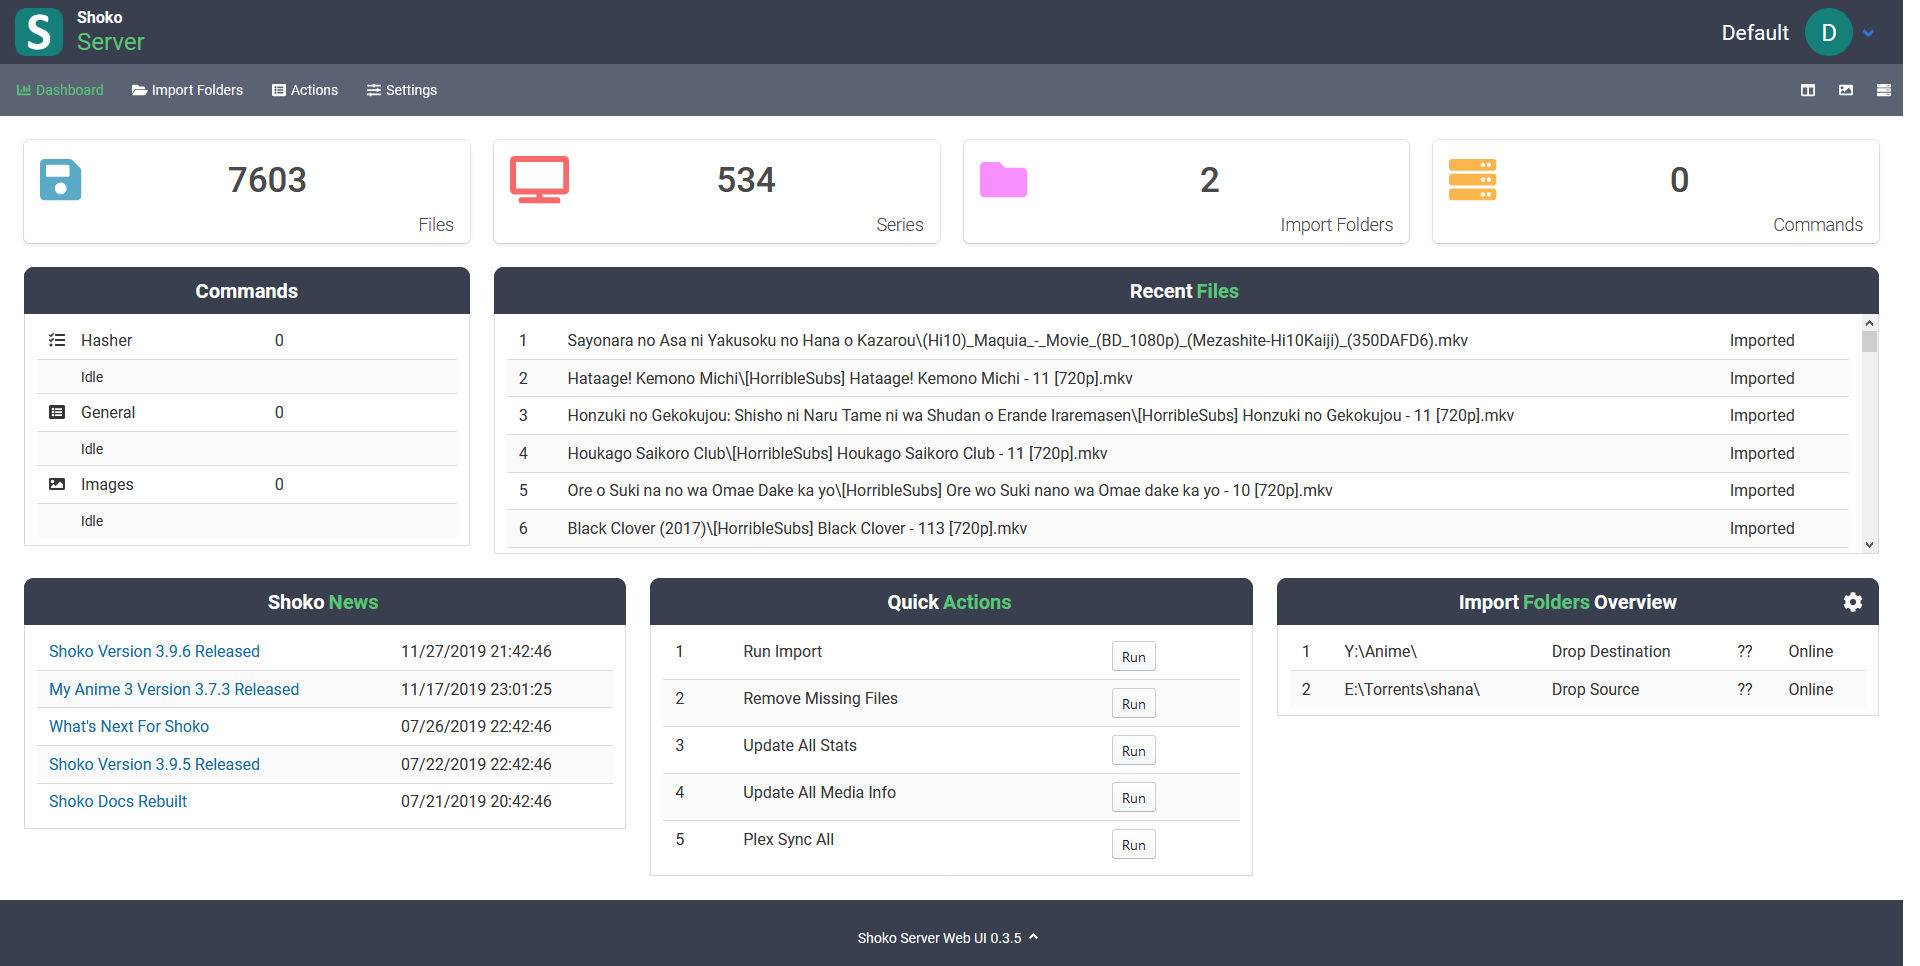 Shoko
Server
Default D
Dashboard Import Folders Actions Settings
7603
Files
534
Series
2
Import Folders
0
Commands
Commands
Hasher 0
Idle
General 0
Idle
Images 0
Idle
Recent Files
1 Sayonara no Asa ni Yakusoku no Hana o Kazarou\(Hi10)_Maquia_-_Movie_(BD_1080p)_(Mezashite-Hi10Kaiji)_(350DAFD6).mkv Imported
2 Hataage! Kemono Michi\[HorribleSubs] Hataage! Kemono Michi - 11 [720p].mkv Imported
3 Honzuki no Gekokujou: Shisho ni Naru Tame ni wa Shudan o Erande Iraremasen\[HorribleSubs] Honzuki no Gekokujou - 11 [720p].mkv Imported
4 Houkago Saikoro Club\[HorribleSubs] Houkago Saikoro Club - 11 [720p].mkv Imported
5 Ore o Suki na no wa Omae Dake ka yo\[HorribleSubs] Ore wo Suki nano wa Omae dake ka yo - 10 [720p].mkv Imported
6 Black Clover (2017)\[HorribleSubs] Black Clover - 113 [720p].mkv Imported
Shoko News
Shoko Version 3.9.6 Released 11/27/2019 21:42:46
My Anime 3 Version 3.7.3 Released 11/17/2019 23:01:25
What's Next For Shoko 07/26/2019 22:42:46
Shoko Version 3.9.5 Released 07/22/2019 22:42:46
Shoko Docs Rebuilt 07/21/2019 20:42:46
Quick Actions
1 Run Import Run
2 Remove Missing Files Run
3 Update All Stats Run
4 Update All Media Info Run
5 Plex Sync All Run
Import Folders Overview
1 Y:\Anime\ Drop Destination ?? Online
2 E:\Torrents\shana\ Drop Source ?? Online
Shoko Server Web UI 0.3.5